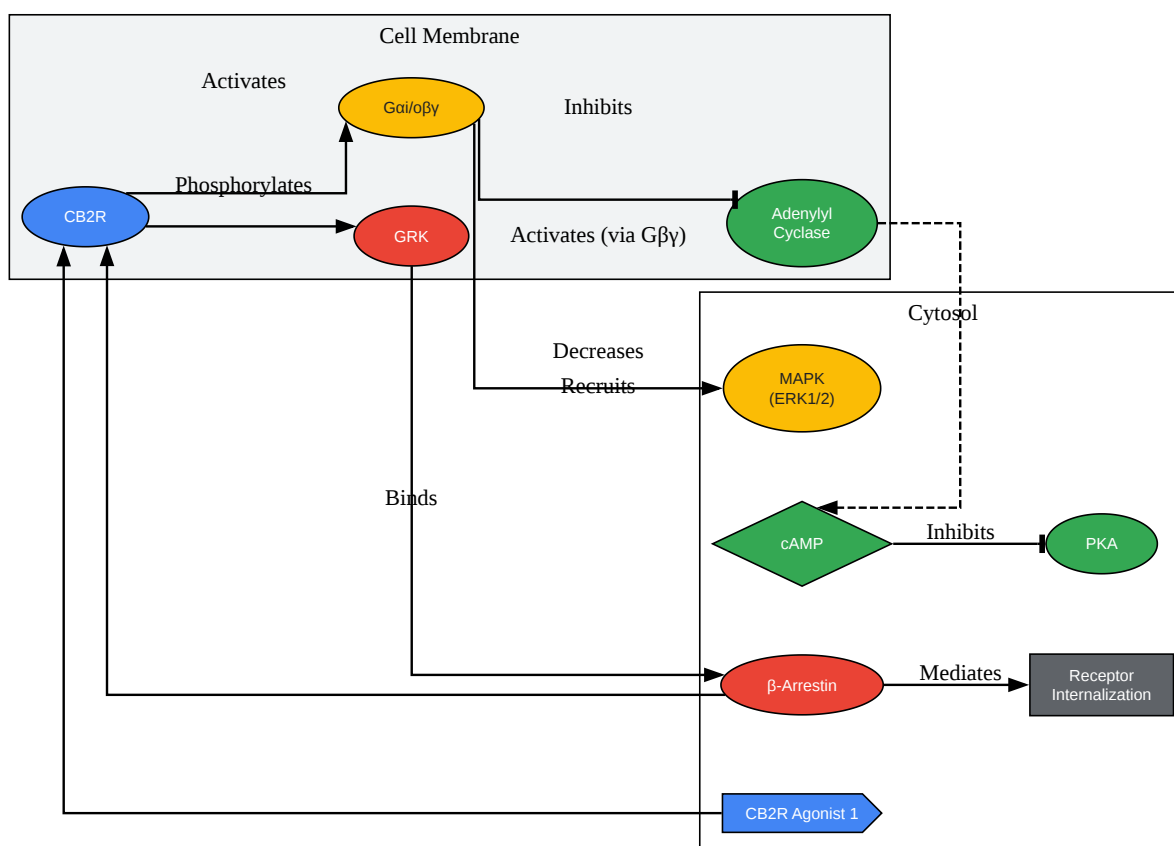 Cell Membrane
Activates
Gαi/oβγ
Inhibits
Phosphorylates
CB2R
Adenylyl
Cyclase
GRK
Activates (via Gβγ)
Cytosol
Decreases
MAPK
(ERK1/2)
Recruits
Binds
cAMP
Inhibits
PKA
β-Arrestin
Mediates
Receptor
Internalization
CB2R Agonist 1